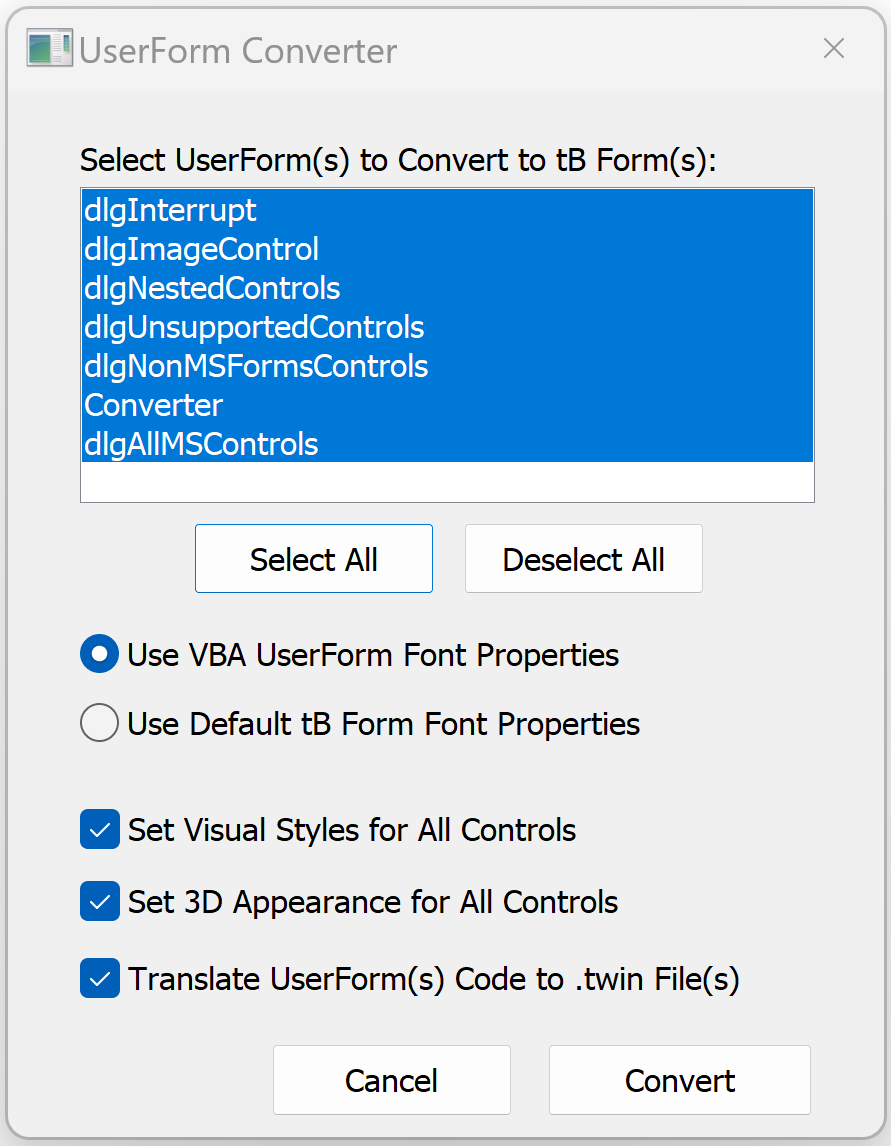 UserForm Converter
Select UserForm(s) to Convert to tB Form(s):
dlgInterrupt
dlgImageControl
dlgNestedControls
dlgUnsupportedControls
dlgNonMSFormsControls
Converter
dlgAllMSControls
Select All
Deselect All
Use VBA UserForm Font Properties
Use Default tB Form Font Properties
Set Visual Styles for All Controls
Set 3D Appearance for All Controls
Translate UserForm(s) Code to .twin File(s)
Cancel
Convert